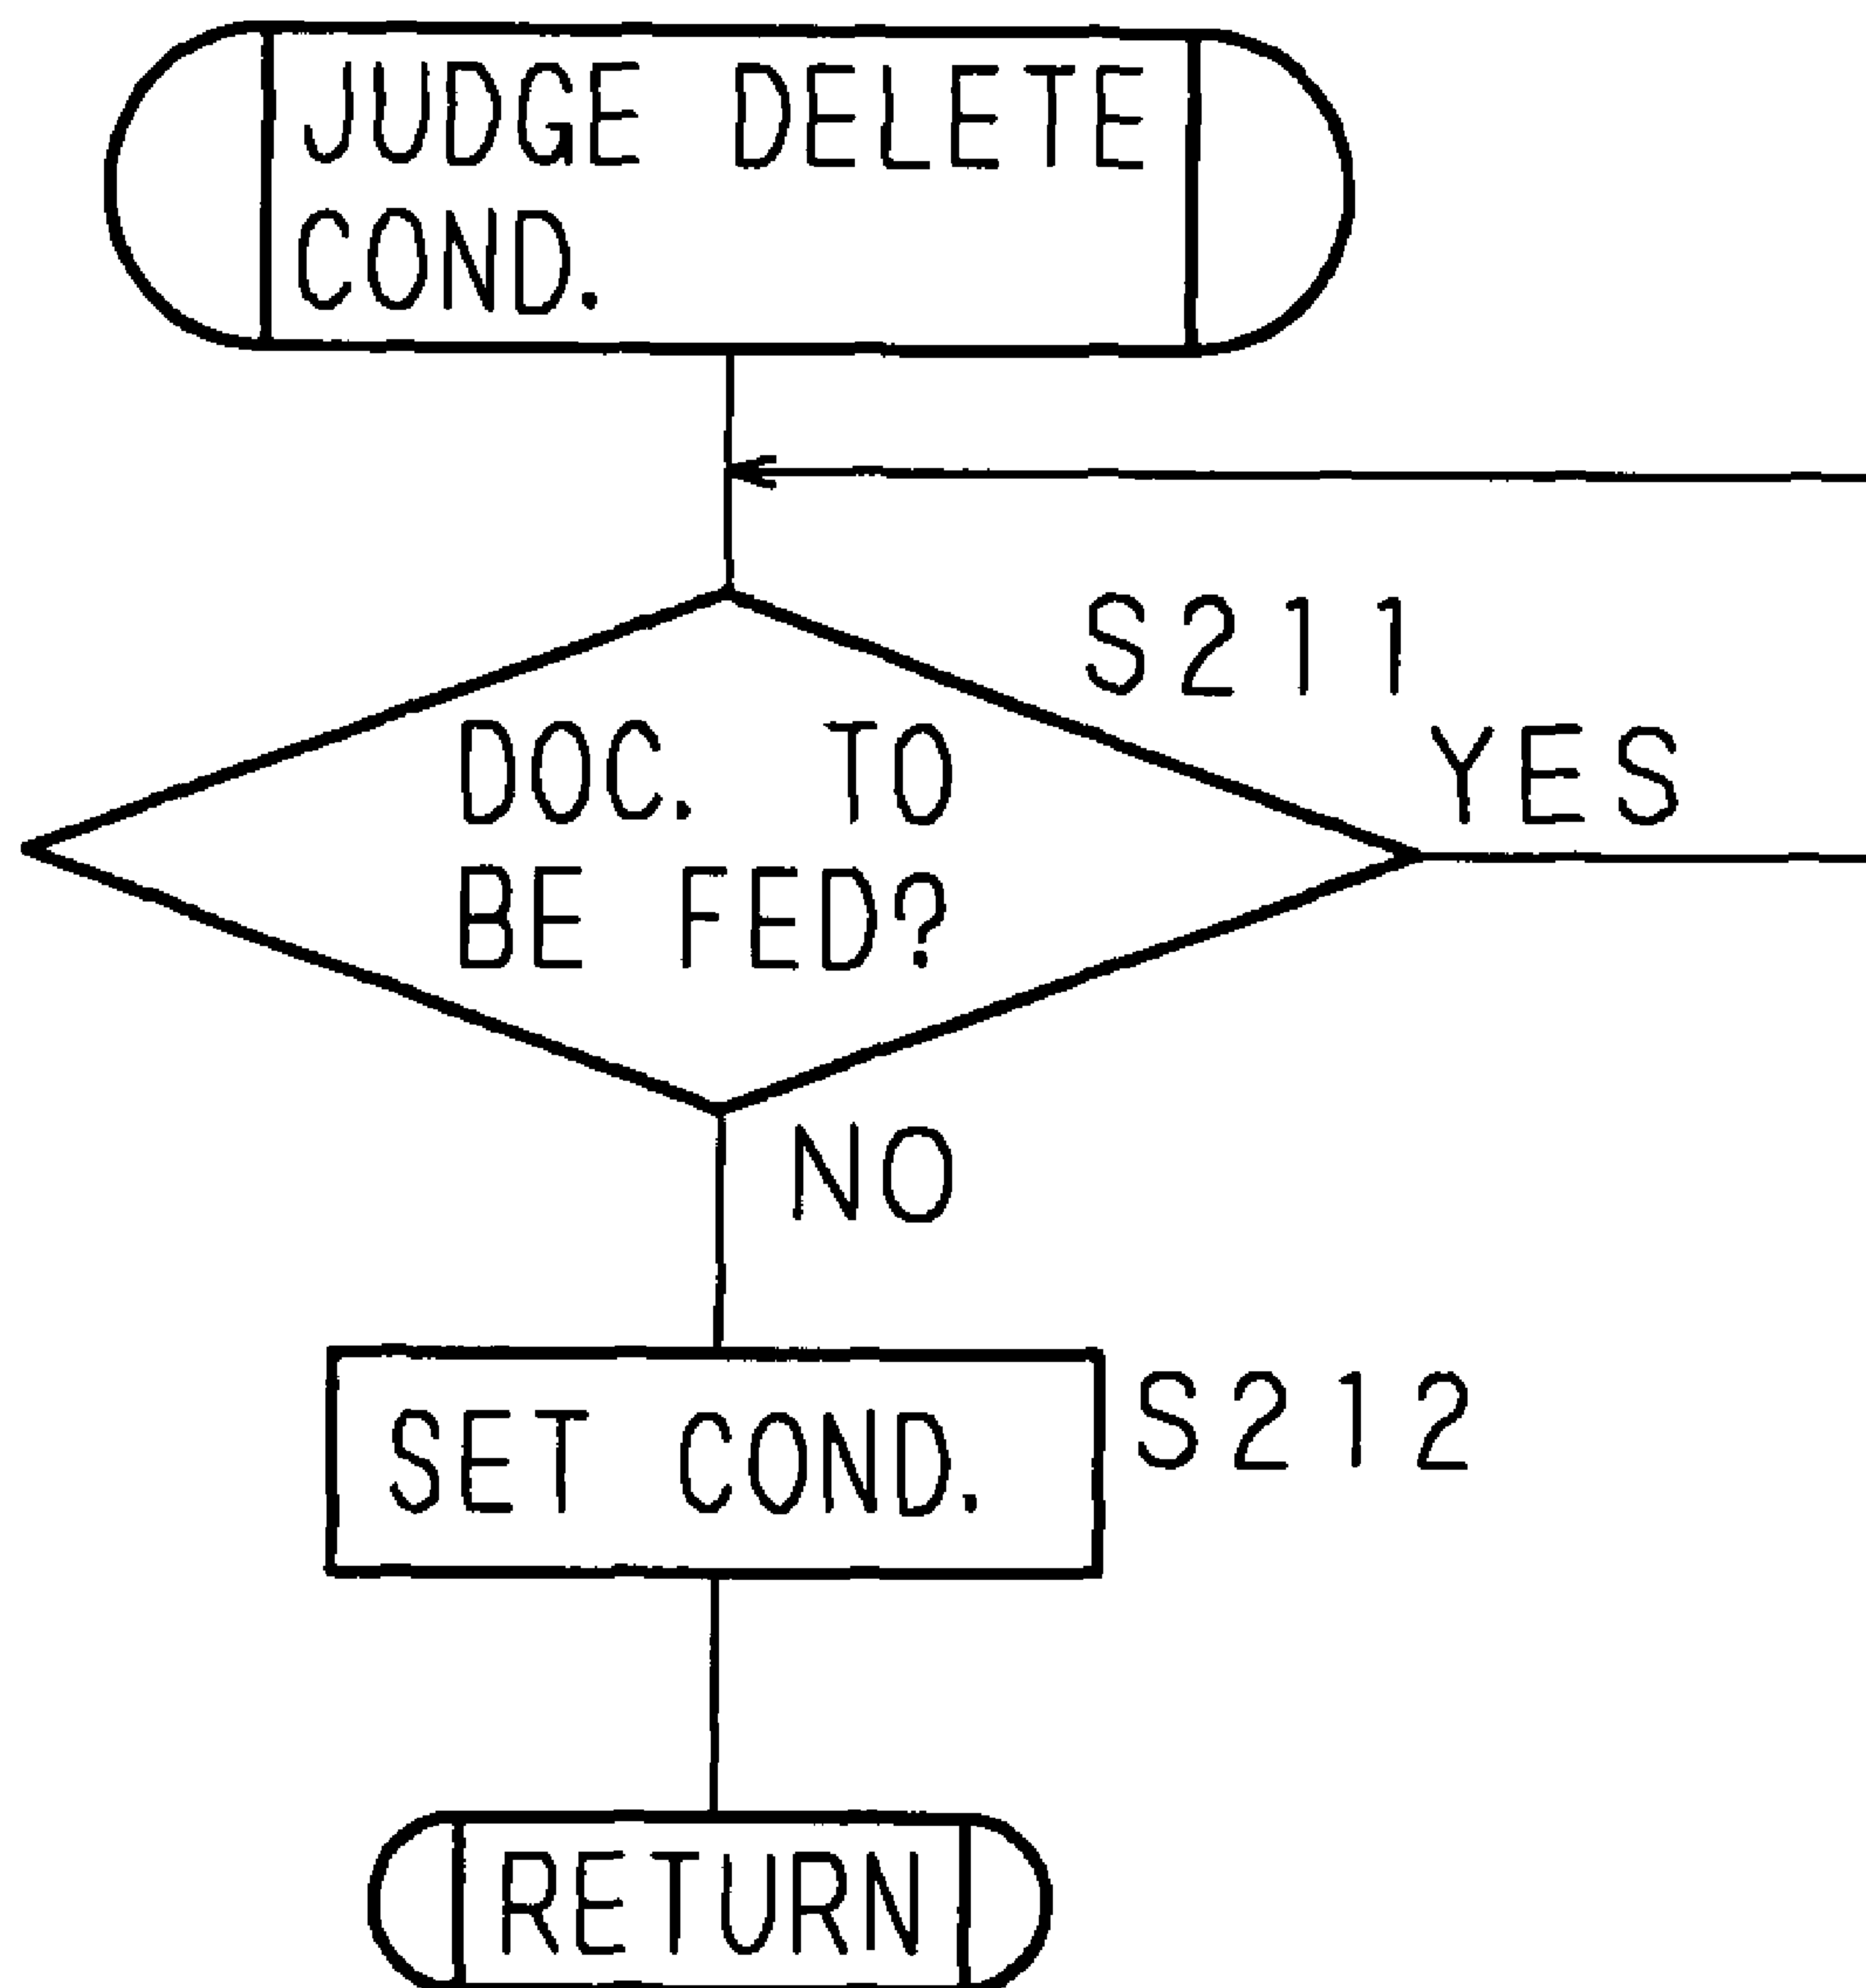 JUDGE DELETE
COND.
S211
DOC. TO
YES
BE FED?
NO
SET COND.
S212
RETURN